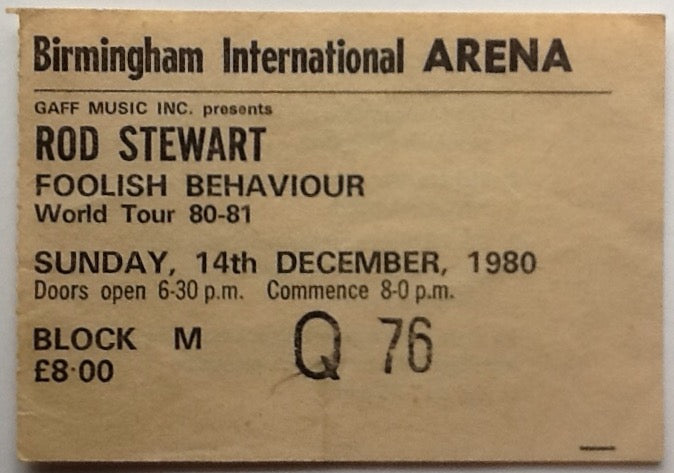 Birmingham International ARENA
GAFF MUSIC INC. presents
ROD STEWART
FOOLISH BEHAVIOUR
World Tour 80-81
SUNDAY, 14th DECEMBER, 1980
Doors open 6-30 p.m. Commence 8-0 p.m.
BLOCK M Q 76
£8·00